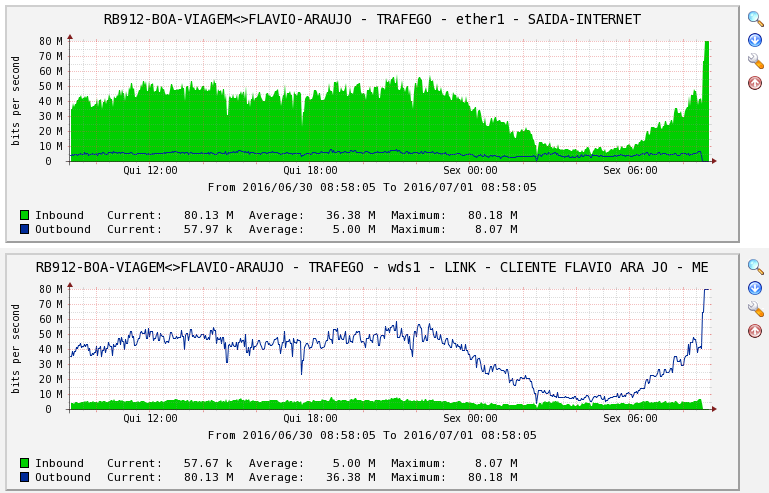 RB912-BOA-VIAGEM<>FLAVIO-ARAUJO - TRAFEGO - ether1 - SAIDA-INTERNET
bits per second
80 M
70 M
60 M
50 M
40 M
30 M
20 M
10 M
0
Qui 12:00 Qui 18:00 Sex 00:00 Sex 06:00
From 2016/06/30 08:58:05 To 2016/07/01 08:58:05
Inbound Current: 80.13 M Average: 36.38 M Maximum: 80.18 M
Outbound Current: 57.97 k Average: 5.00 M Maximum: 8.07 M
RB912-BOA-VIAGEM<>FLAVIO-ARAUJO - TRAFEGO - wds1 - LINK - CLIENTE FLAVIO ARA JO - ME
bits per second
80 M
70 M
60 M
50 M
40 M
30 M
20 M
10 M
0
Qui 12:00 Qui 18:00 Sex 00:00 Sex 06:00
From 2016/06/30 08:58:05 To 2016/07/01 08:58:05
Inbound Current: 57.67 k Average: 5.00 M Maximum: 8.07 M
Outbound Current: 80.13 M Average: 36.38 M Maximum: 80.18 M